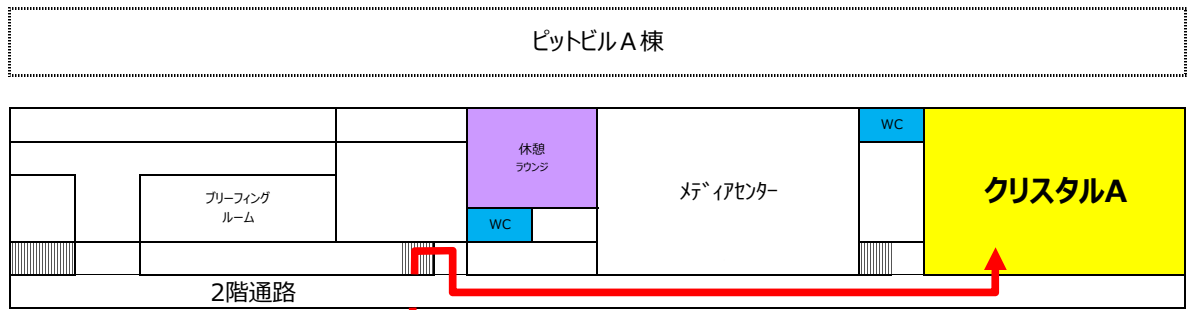 ピットビルA棟
WC
休憩
ラウンジ
メデｨアセンター
クリスタルA
ブリーフィング
ルーム
WC
2階通路